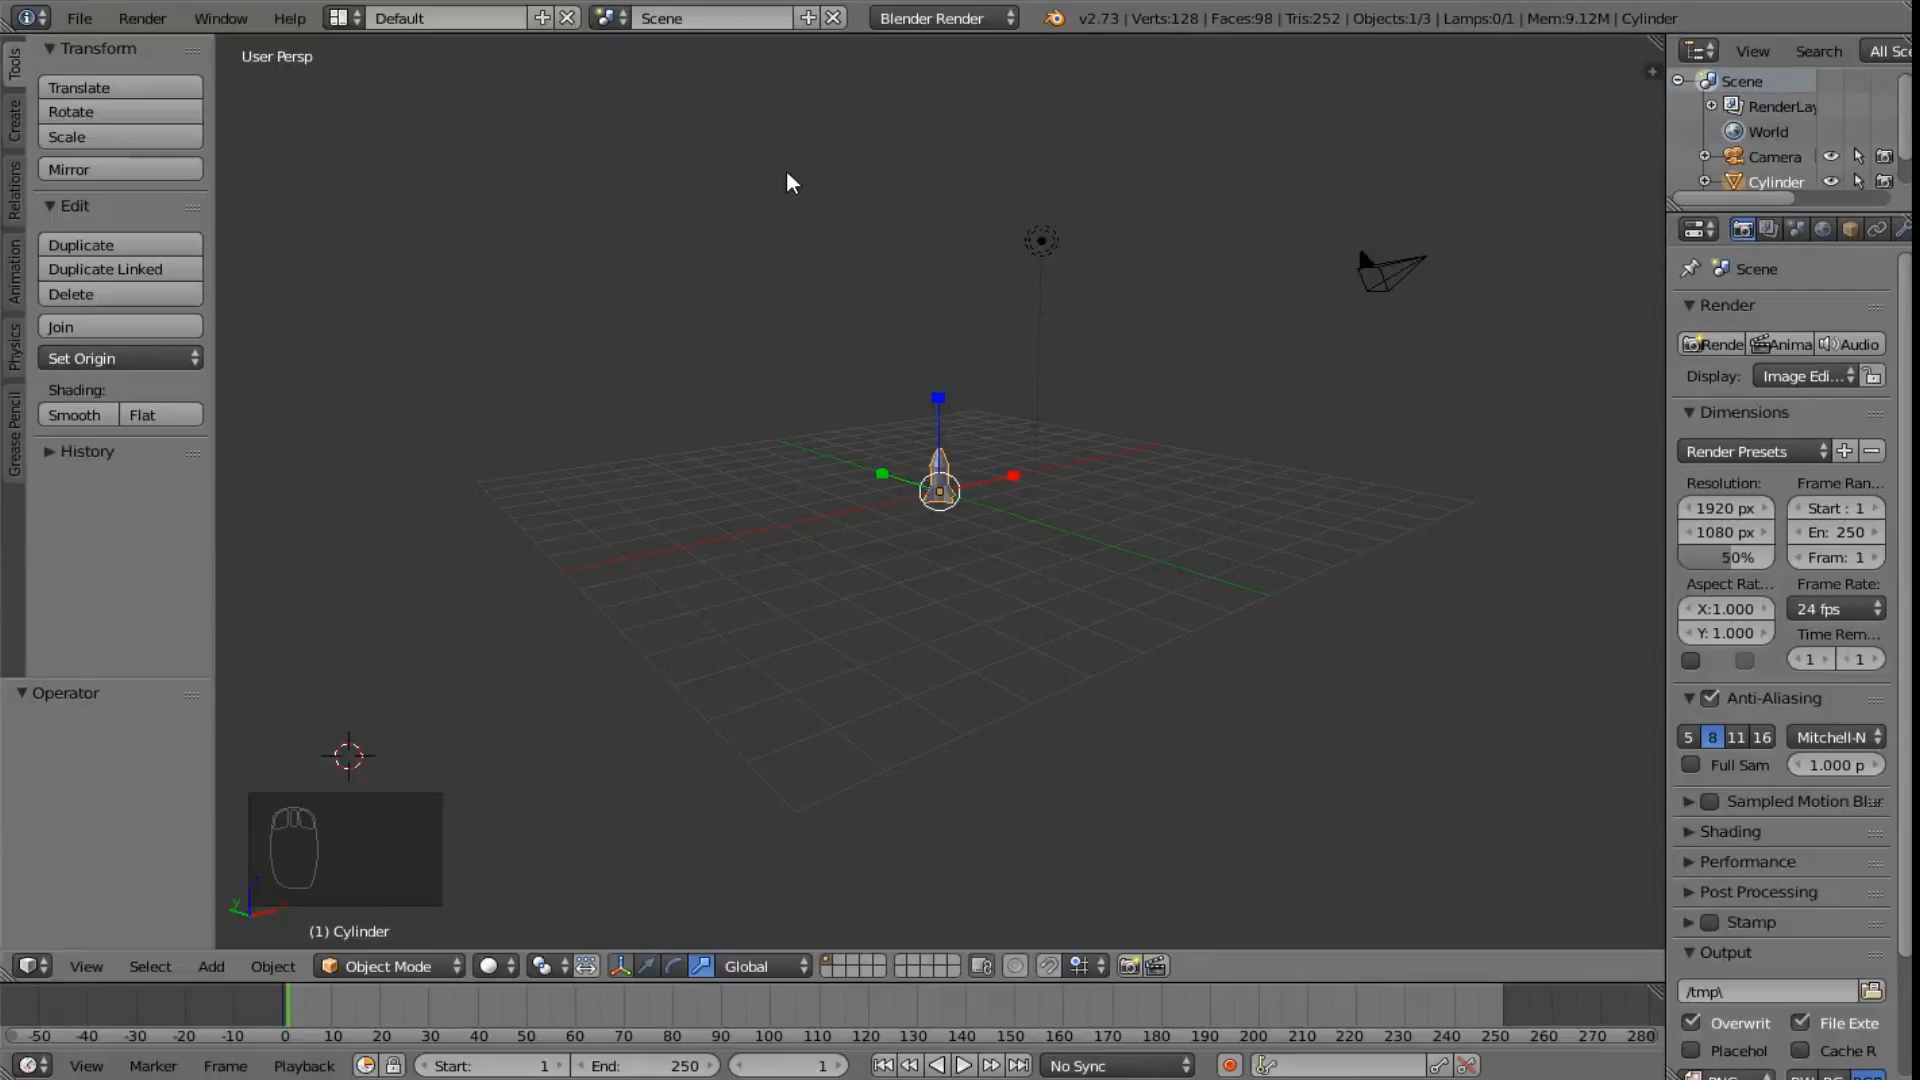 File Render Window Help Default Scene Blender Render v2.73 | Verts:128 | Faces:98 | Tris:252 | Objects:1/3 | Lamps:0/1 | Mem:9.12M | Cylinder
Tools
Create
Relations
Animation
Physics
Grease Pencil
Transform
Translate
Rotate
Scale
Mirror
Edit
Duplicate
Duplicate Linked
Delete
Join
Set Origin
Shading:
Smooth Flat
History
Operator
User Persp
y
(1) Cylinder
View Select Add Object Object Mode Global
-50 -40 -30 -20 -10 0 10 20 30 40 50 60 70 80 90 100 110 120 130 140 150 160 170 180 190 200 210 220 230 240 250 260 270 280
View Marker Frame Playback Start: 1 End: 250 1 No Sync
View Search All Sce
Scene
RenderLay
World
Camera
Cylinder
Scene
Render
Rende Anima Audio
Display: Image Edi...
Dimensions
Render Presets
Resolution: Frame Ran...
1920 px Start : 1
1080 px En: 250
50% Fram: 1
Aspect Rat... Frame Rate:
X:1.000 24 fps
Y: 1.000 Time Rem...
1 1
Anti-Aliasing
5 8 11 16 Mitchell-N
Full Sam 1.000 p
Sampled Motion Blur
Shading
Performance
Post Processing
Stamp
Output
/tmp\
Overwrit File Exte
Placehol Cache R